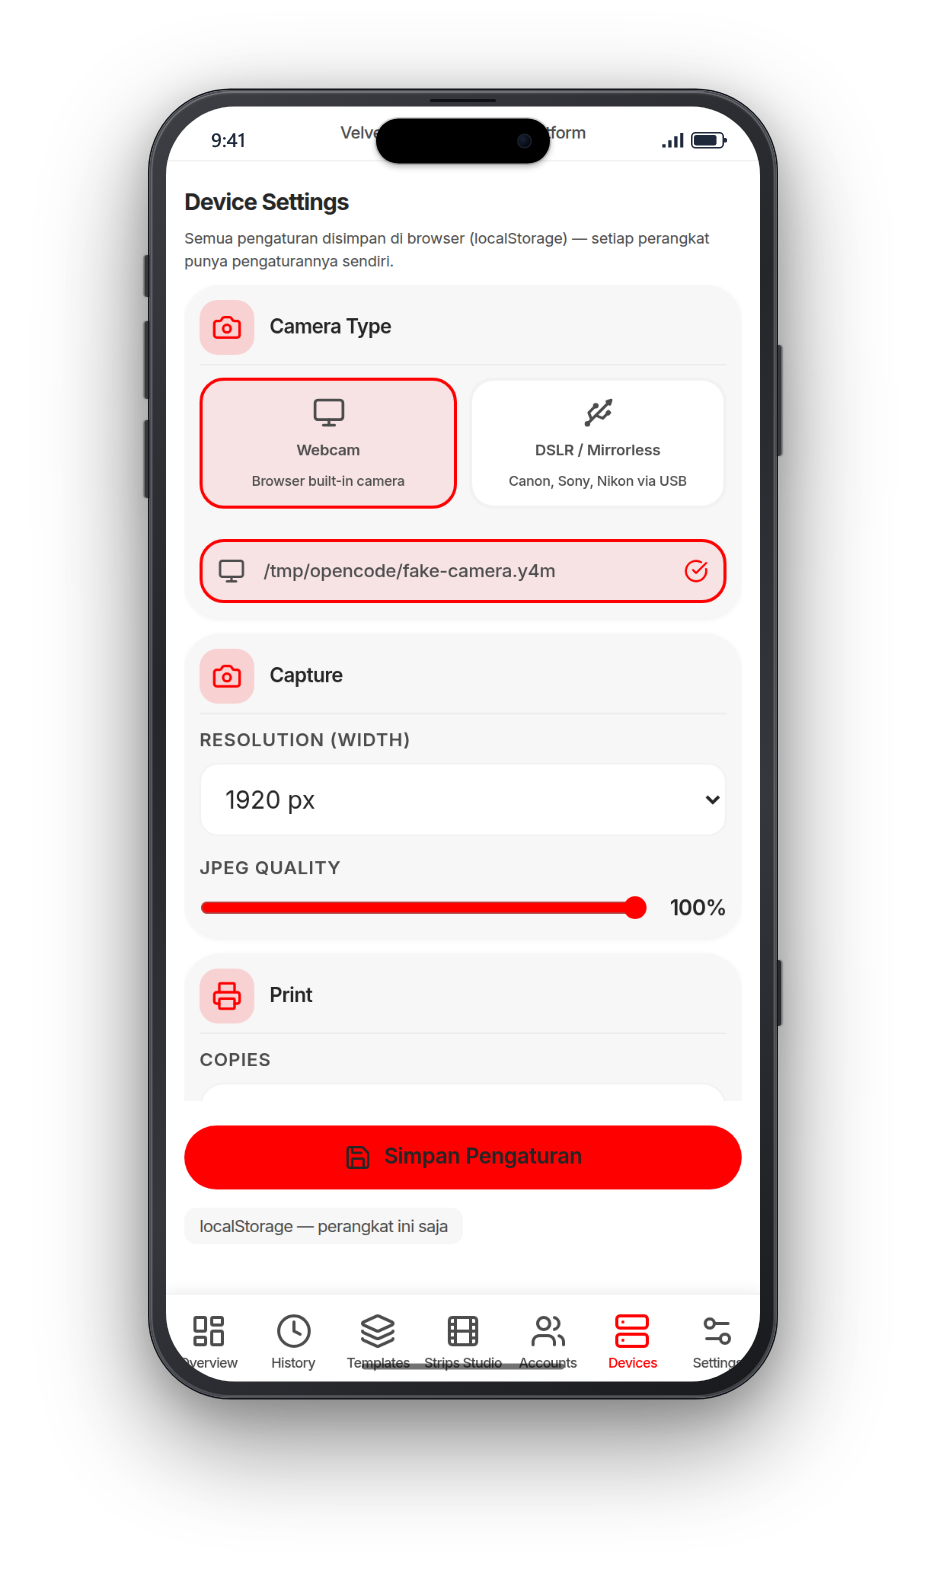 9:41
Device Settings
Semua pengaturan disimpan di browser (localStorage) — setiap perangkat
punya pengaturannya sendiri.
Camera Type
Webcam
Browser built-in camera
DSLR / Mirrorless
Canon, Sony, Nikon via USB
/tmp/opencode/fake-camera.y4m
Capture
RESOLUTION (WIDTH)
1920 px
JPEG QUALITY
100%
Print
COPIES
Simpan Pengaturan
localStorage — perangkat ini saja
Overview
History
Templates
Strips Studio
Accounts
Devices
Settings